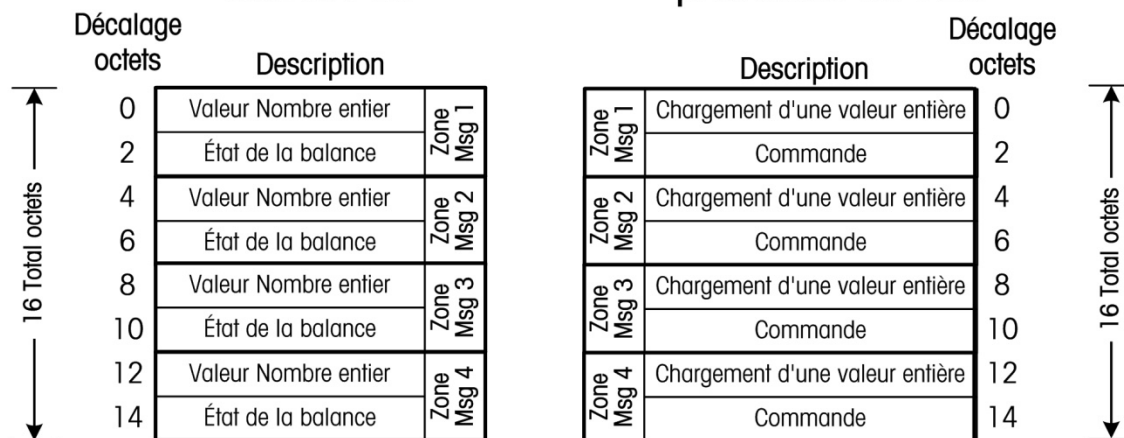 Décalage
octets
Description
0 Valeur Nombre entier
2 État de la balance
Zone
Msg 1
4 Valeur Nombre entier
6 État de la balance
Zone
Msg 2
8 Valeur Nombre entier
10 État de la balance
Zone
Msg 3
12 Valeur Nombre entier
14 État de la balance
Zone
Msg 4
16 Total octets
Description
Décalage
octets
Zone
Msg 1
Chargement d'une valeur entière 0
Commande 2
Zone
Msg 2
Chargement d'une valeur entière 4
Commande 6
Zone
Msg 3
Chargement d'une valeur entière 8
Commande 10
Zone
Msg 4
Chargement d'une valeur entière 12
Commande 14
16 Total octets